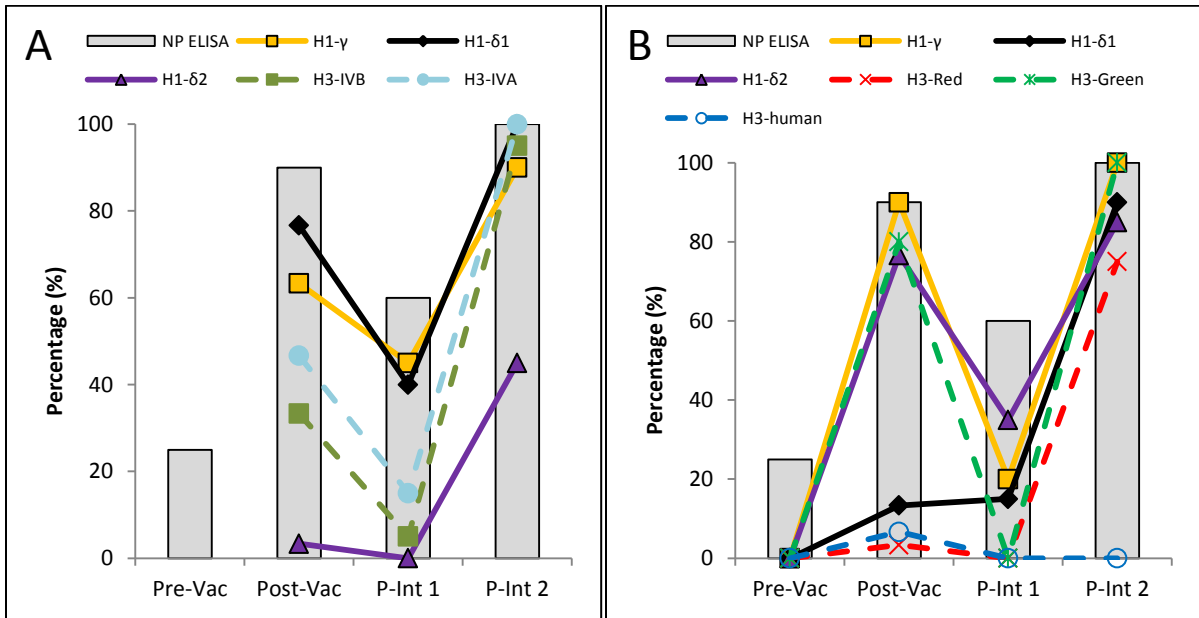 A
NP ELISA H1-γ H1-δ1
H1-δ2 H3-IVB H3-IVA
100
80
60
40
20
0
Percentage (%)
Pre-Vac Post-Vac P-Int 1 P-Int 2
B
NP ELISA H1-γ H1-δ1
H1-δ2 H3-Red H3-Green
H3-human
100
80
60
40
20
0
Percentage (%)
Pre-Vac Post-Vac P-Int 1 P-Int 2